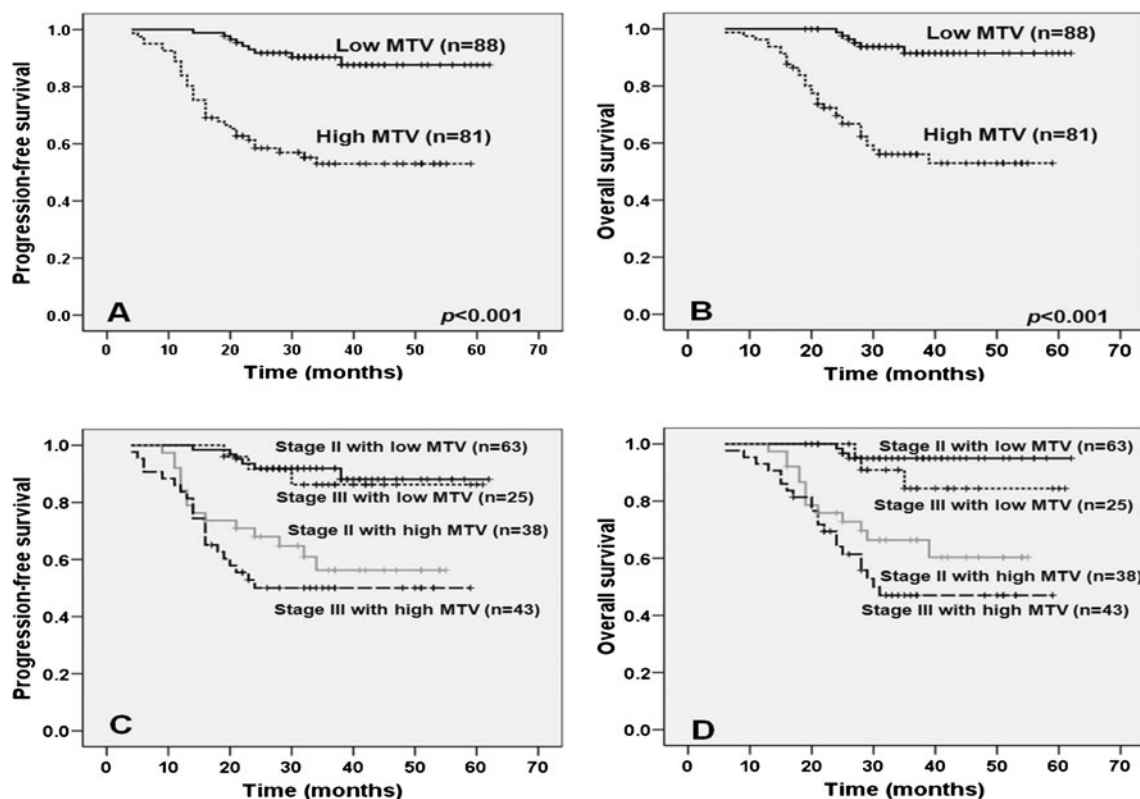 Progression-free survival
1.0
0.8
0.6
0.4
0.2
0.0
Low MTV (n=88)
High MTV (n=81)
A
p<0.001
0 10 20 30 40 50 60 70
Time (months)
Overall survival
1.0
0.8
0.6
0.4
0.2
0.0
Low MTV (n=88)
High MTV (n=81)
B
p<0.001
0 10 20 30 40 50 60 70
Time (months)
Progression-free survival
1.0
0.8
0.6
0.4
0.2
0.0
Stage II with low MTV (n=63)
Stage III with low MTV (n=25)
Stage II with high MTV (n=38)
Stage III with high MTV (n=43)
C
0 10 20 30 40 50 60 70
Time (months)
Overall survival
1.0
0.8
0.6
0.4
0.2
0.0
Stage II with low MTV (n=63)
Stage III with low MTV (n=25)
Stage II with high MTV (n=38)
Stage III with high MTV (n=43)
D
0 10 20 30 40 50 60 70
Time (months)